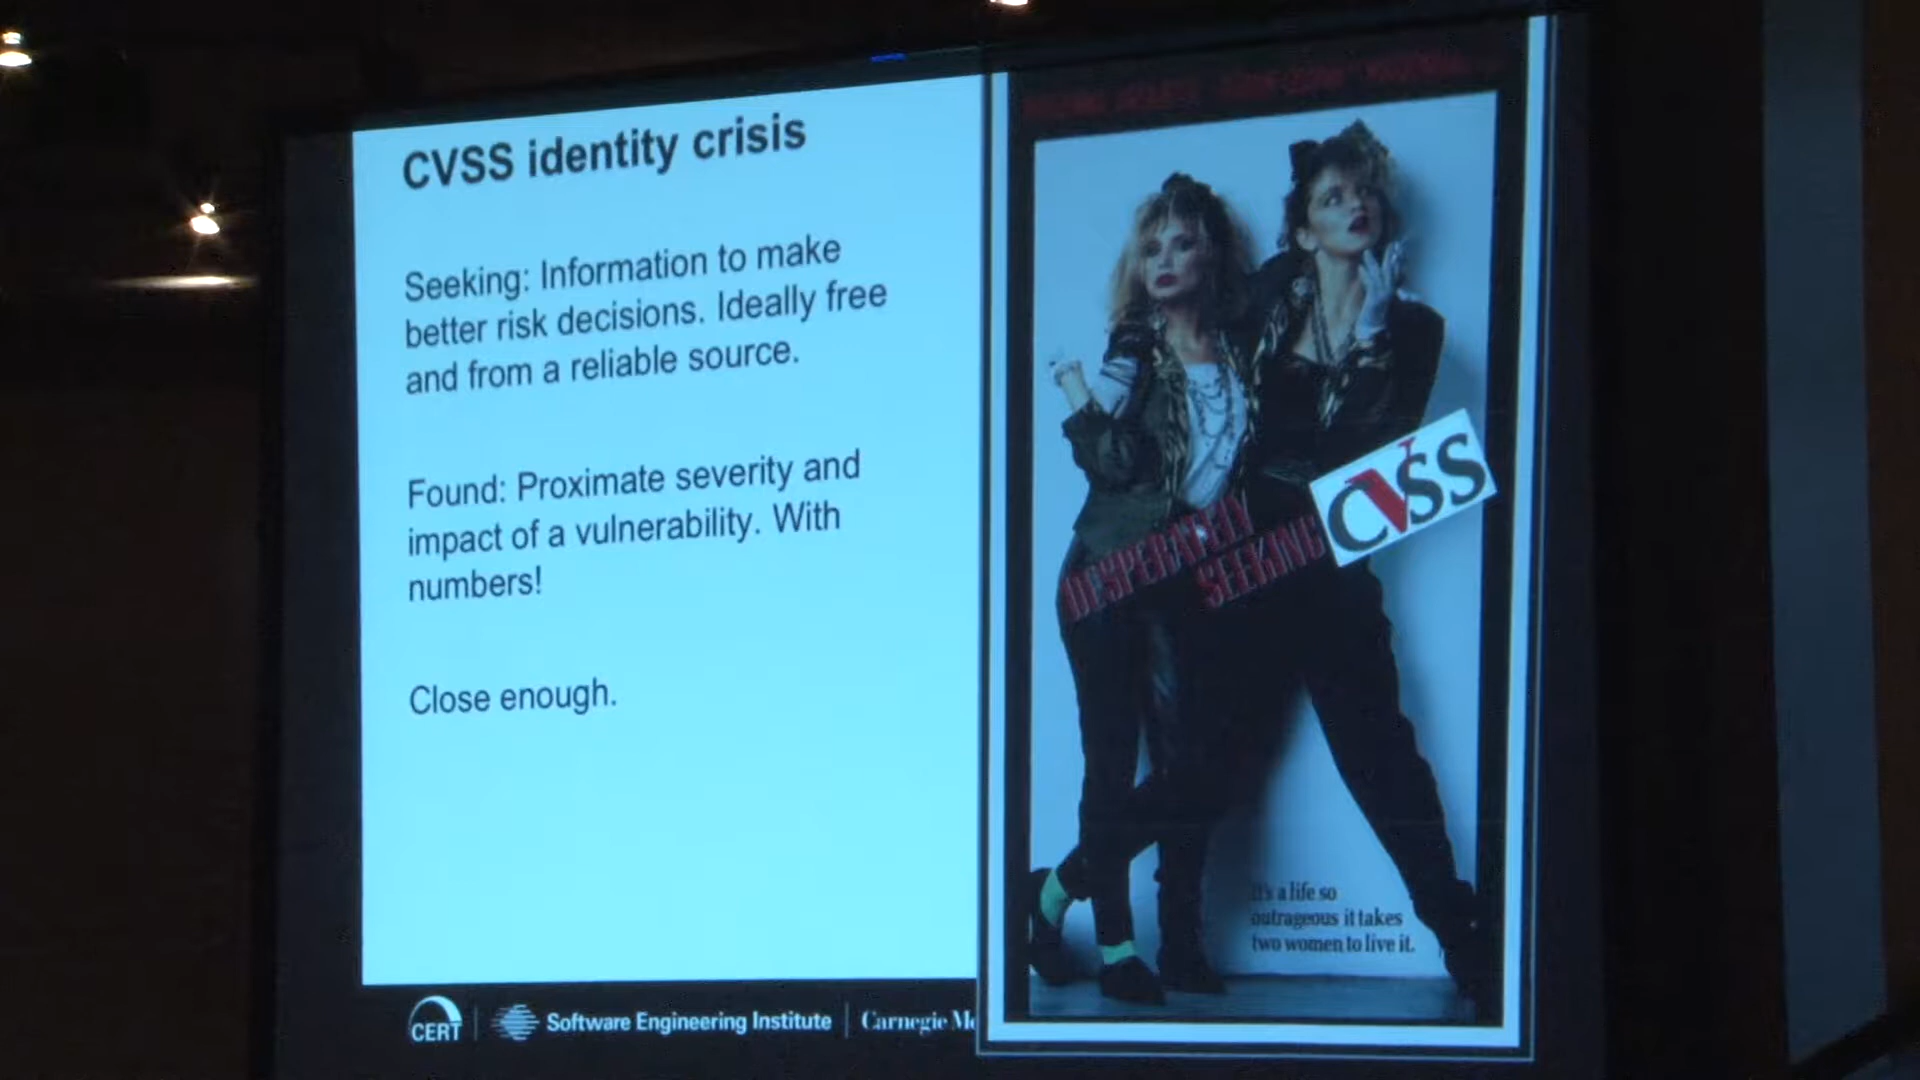 CVSS identity crisis
Seeking: Information to make
better risk decisions. Ideally free
and from a reliable source.
Found: Proximate severity and
impact of a vulnerability. With
numbers!
Close enough.
DESPERATELY
SEEKING
CVSS
It's a life so
outrageous it takes
two women to live it.
CERT
Software Engineering Institute
Carnegie